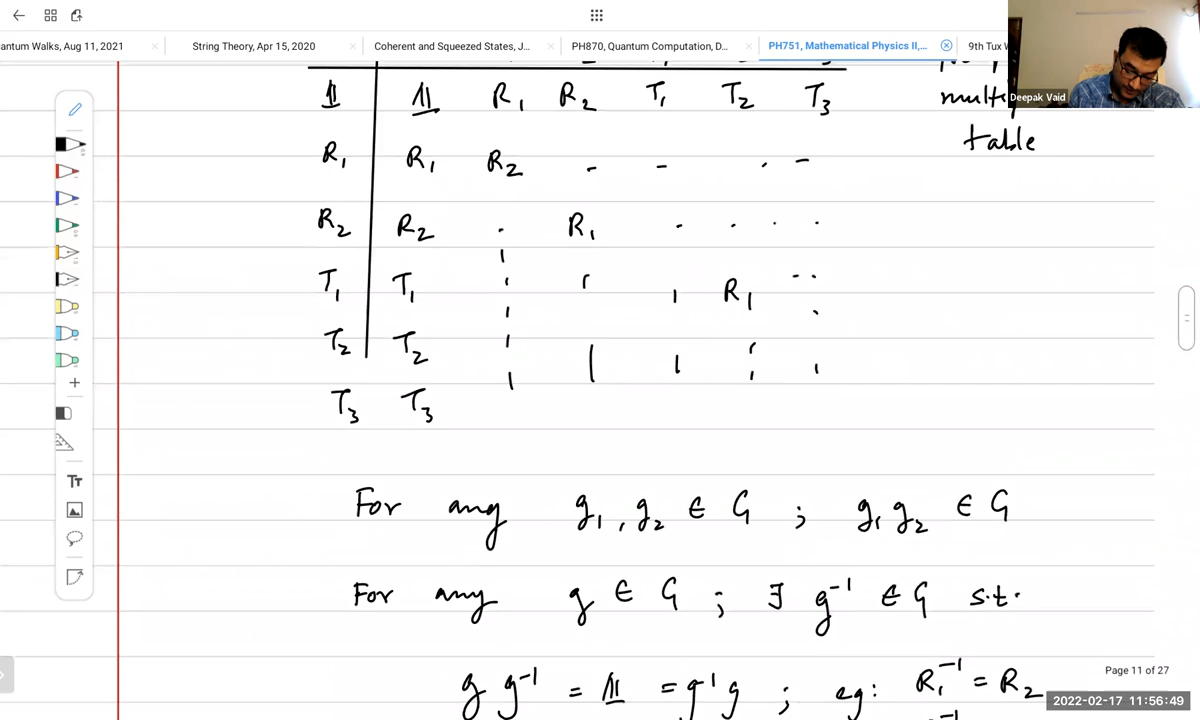 antum Walks, Aug 11, 2021 String Theory, Apr 15, 2020 Coherent and Squeezed States, J... PH870, Quantum Computation, D... PH751, Mathematical Physics II,... 9th Tux W
Deepak Vaid
𝟙 𝟙 R₁ R₂ T₁ T₂ T₃
table
R₁ R₁ R₂ - - · -
R₂ R₂ · R₁ · · · ·
T₁ T₁ R₁
T₂ T₂
T₃ T₃
For any g₁, g₂ ∈ G ; g₁ g₂ ∈ G
For any g ∈ G ; ∃ g⁻¹ ∈ G s.t.
g g⁻¹ = 𝟙 = g⁻¹ g ; eg: R₁⁻¹ = R₂
Page 11 of 27
2022-02-17 11:56:49
Tт